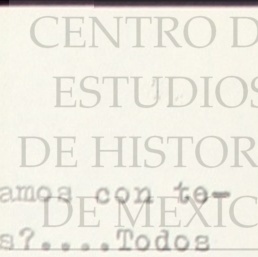 CENTRO D
ESTUDIOS
DE HISTOR
amos con te-
DE MEXIC
s?....Todos